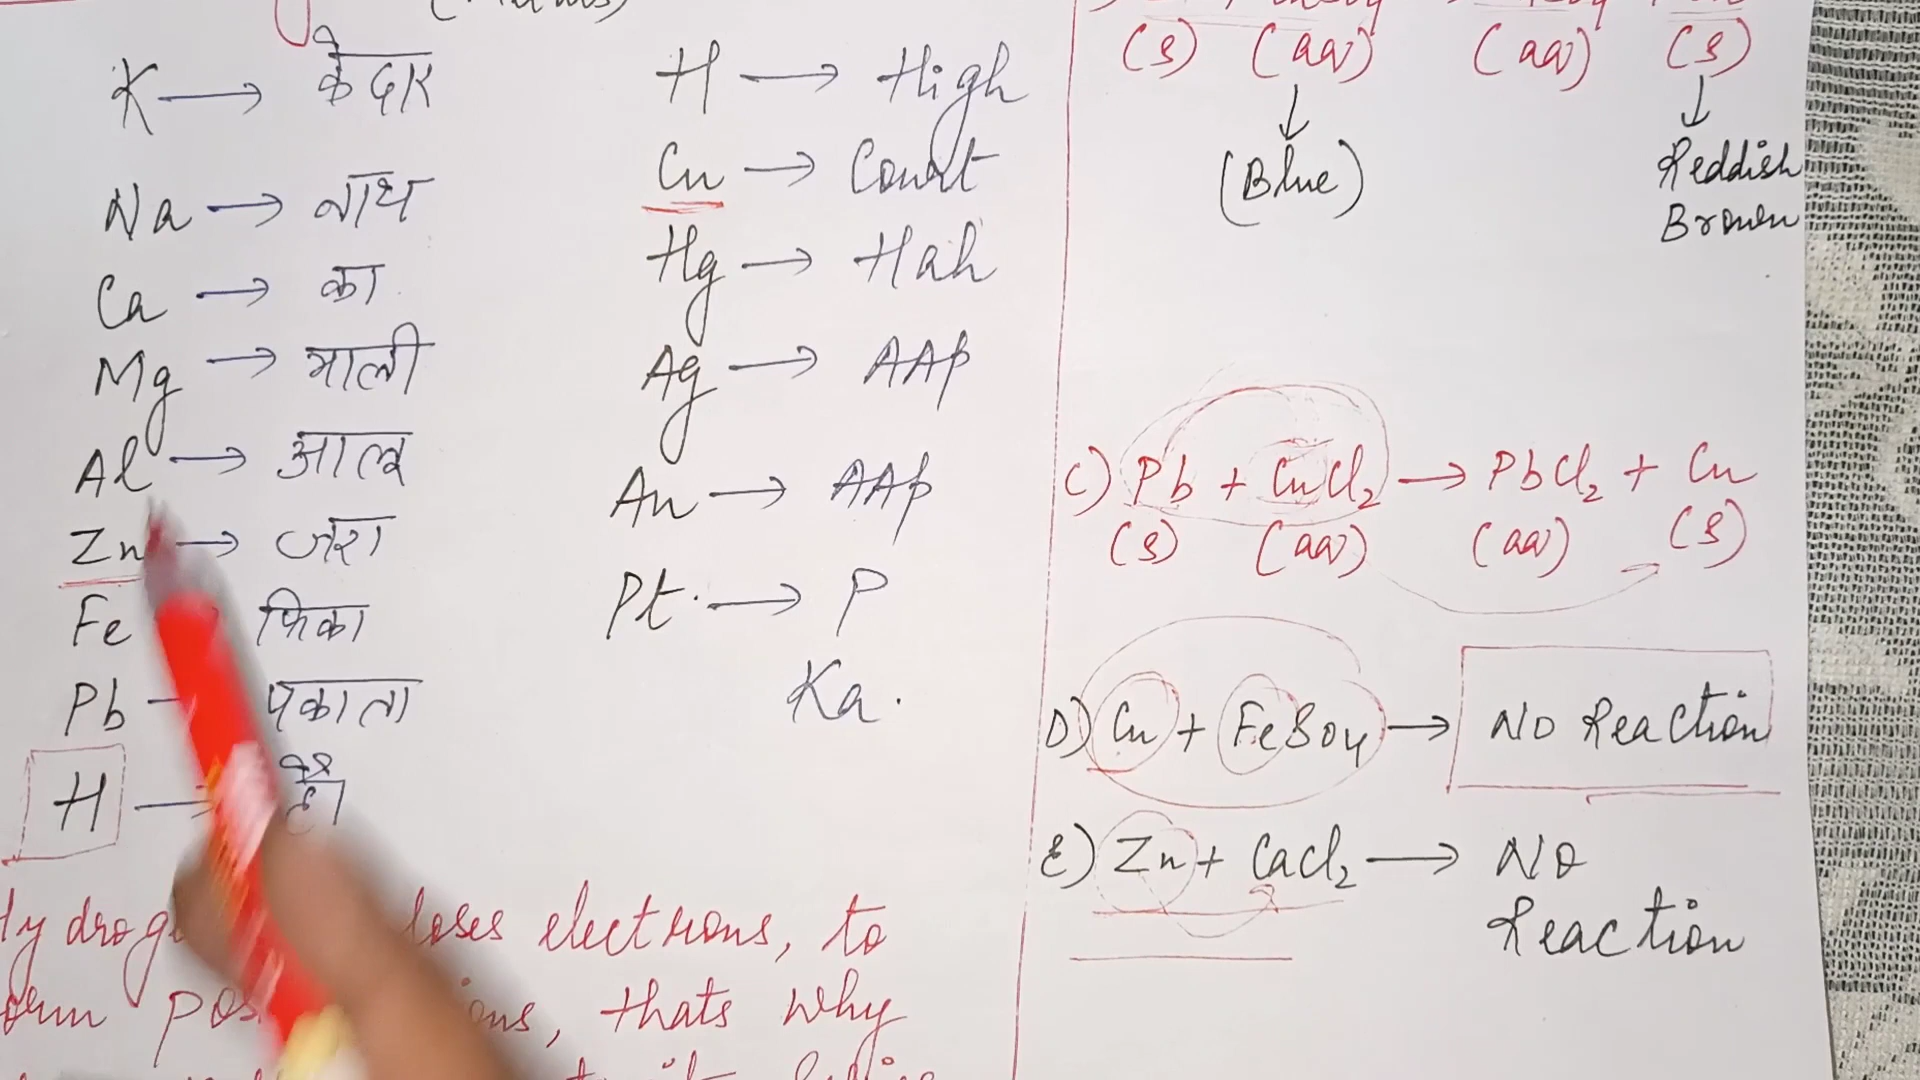 K → केदार
Na → नाथ
Ca → का
Mg → माली
Al → आलू
Zn → जरा
Fe फिका
Pb → पकाता
H → है।
loses electrons, to
ions, thats why
H → High
Cu → Court
Hg → Hah
Ag → AAp
Au → AAp
Pt. → P
Ka.
(s) (aq) (aq) (s)
(Blue)
Reddish
Brown
C) Pb + CuCl₂ → PbCl₂ + Cu
(s) (aq) (aq) (s)
D) Cu + FeSO4 → No Reaction
E) Zn + CaCl₂ → No
Reaction